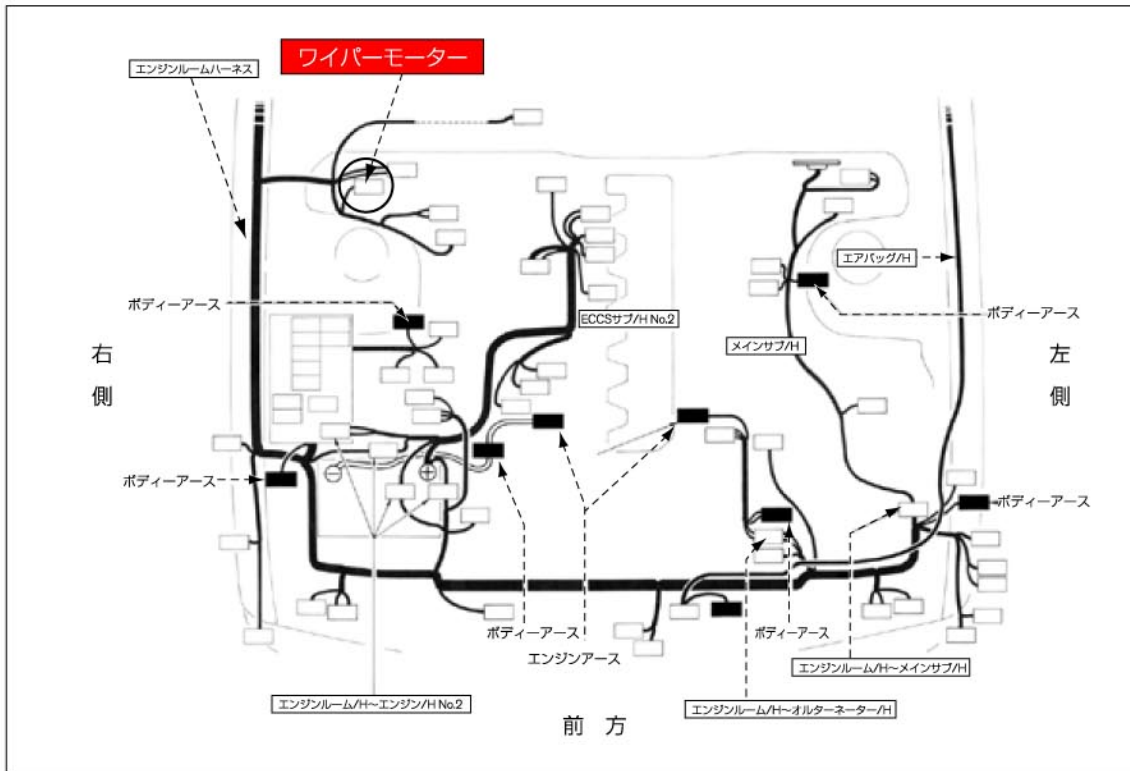 ワイパーモーター
エンジンルームハーネス
エアバッグ/H
ボディーアース
ボディーアース
ECCSサブ/H No.2
メインサブ/H
右側
左側
ボディーアース
ボディーアース
ボディーアース
ボディーアース
エンジンアース
エンジンルーム/H～メインサブ/H
エンジンルーム/H～エンジン/H No.2
エンジンルーム/H～オルターネーター/H
前方